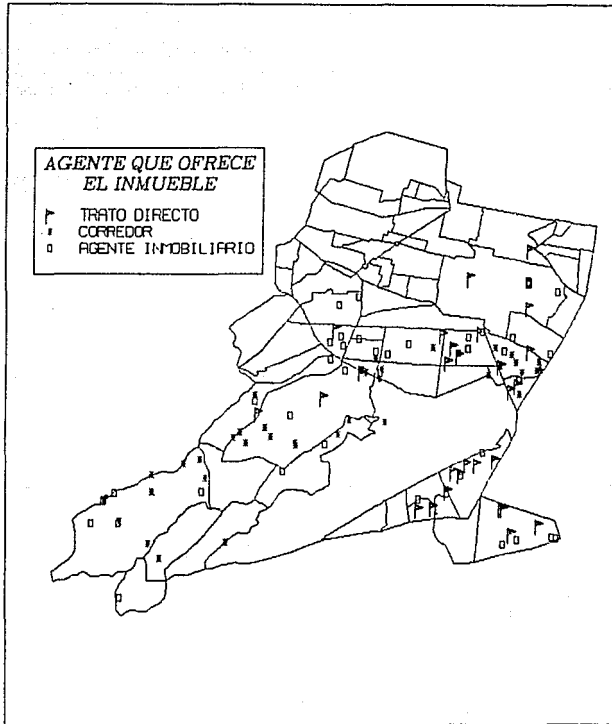 AGENTE QUE OFRECE
EL INMUEBLE
TRATO DIRECTO
CORREDOR
AGENTE INMOBILIARIO